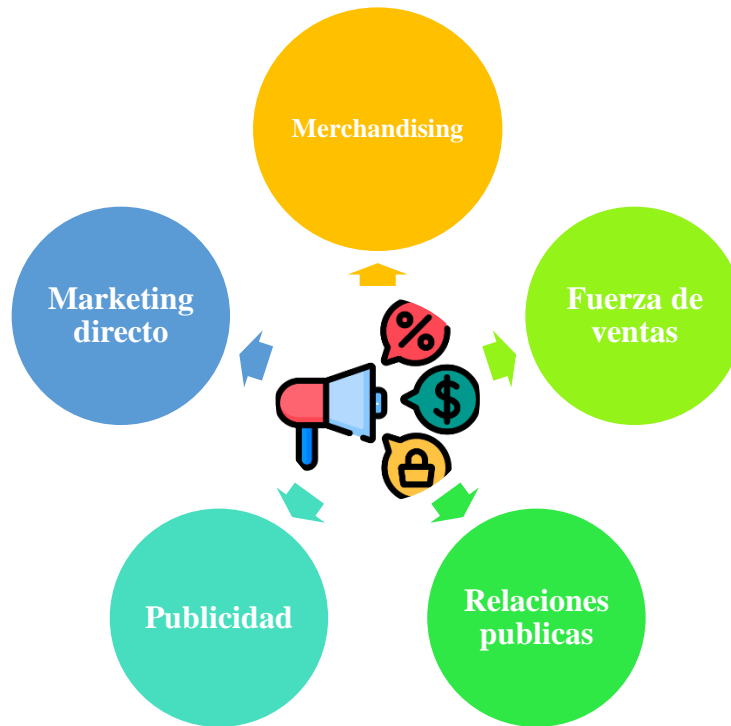 Merchandising
Marketing
directo
Fuerza de
ventas
Publicidad
Relaciones
publicas